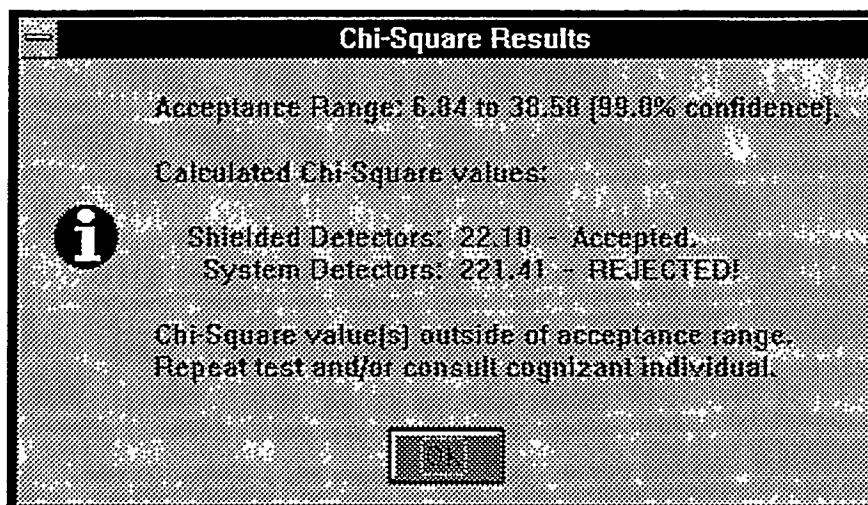 Chi-Square Results
Acceptance Range: 6.84 to 38.58 (99.0% confidence).
Calculated Chi-Square values:
Shielded Detectors: 22.10 - Accepted.
System Detectors: 221.41 - REJECTED!
Chi-Square value(s) outside of acceptance range.
Repeat test and/or consult cognizant individual.
OK